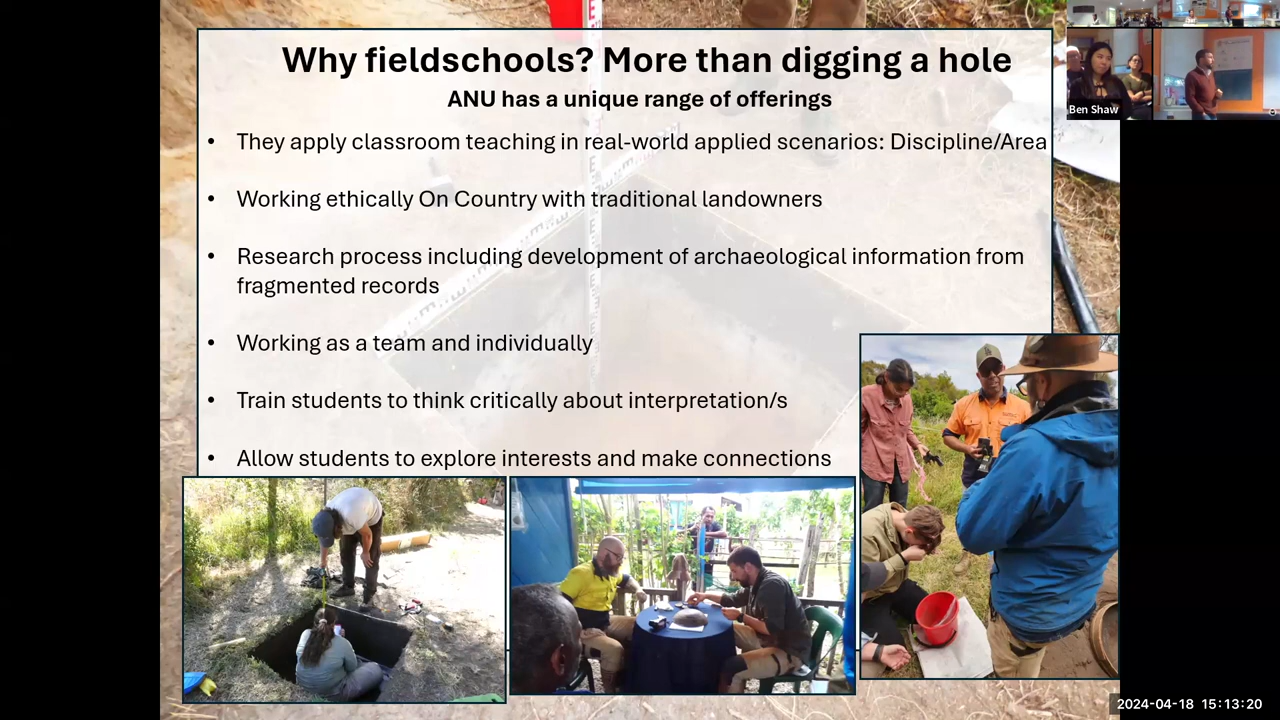 Why fieldschools? More than digging a hole
ANU has a unique range of offerings
• They apply classroom teaching in real-world applied scenarios: Discipline/Area
• Working ethically On Country with traditional landowners
• Research process including development of archaeological information from
fragmented records
• Working as a team and individually
• Train students to think critically about interpretation/s
• Allow students to explore interests and make connections
Ben Shaw
2024-04-18 15:13:20